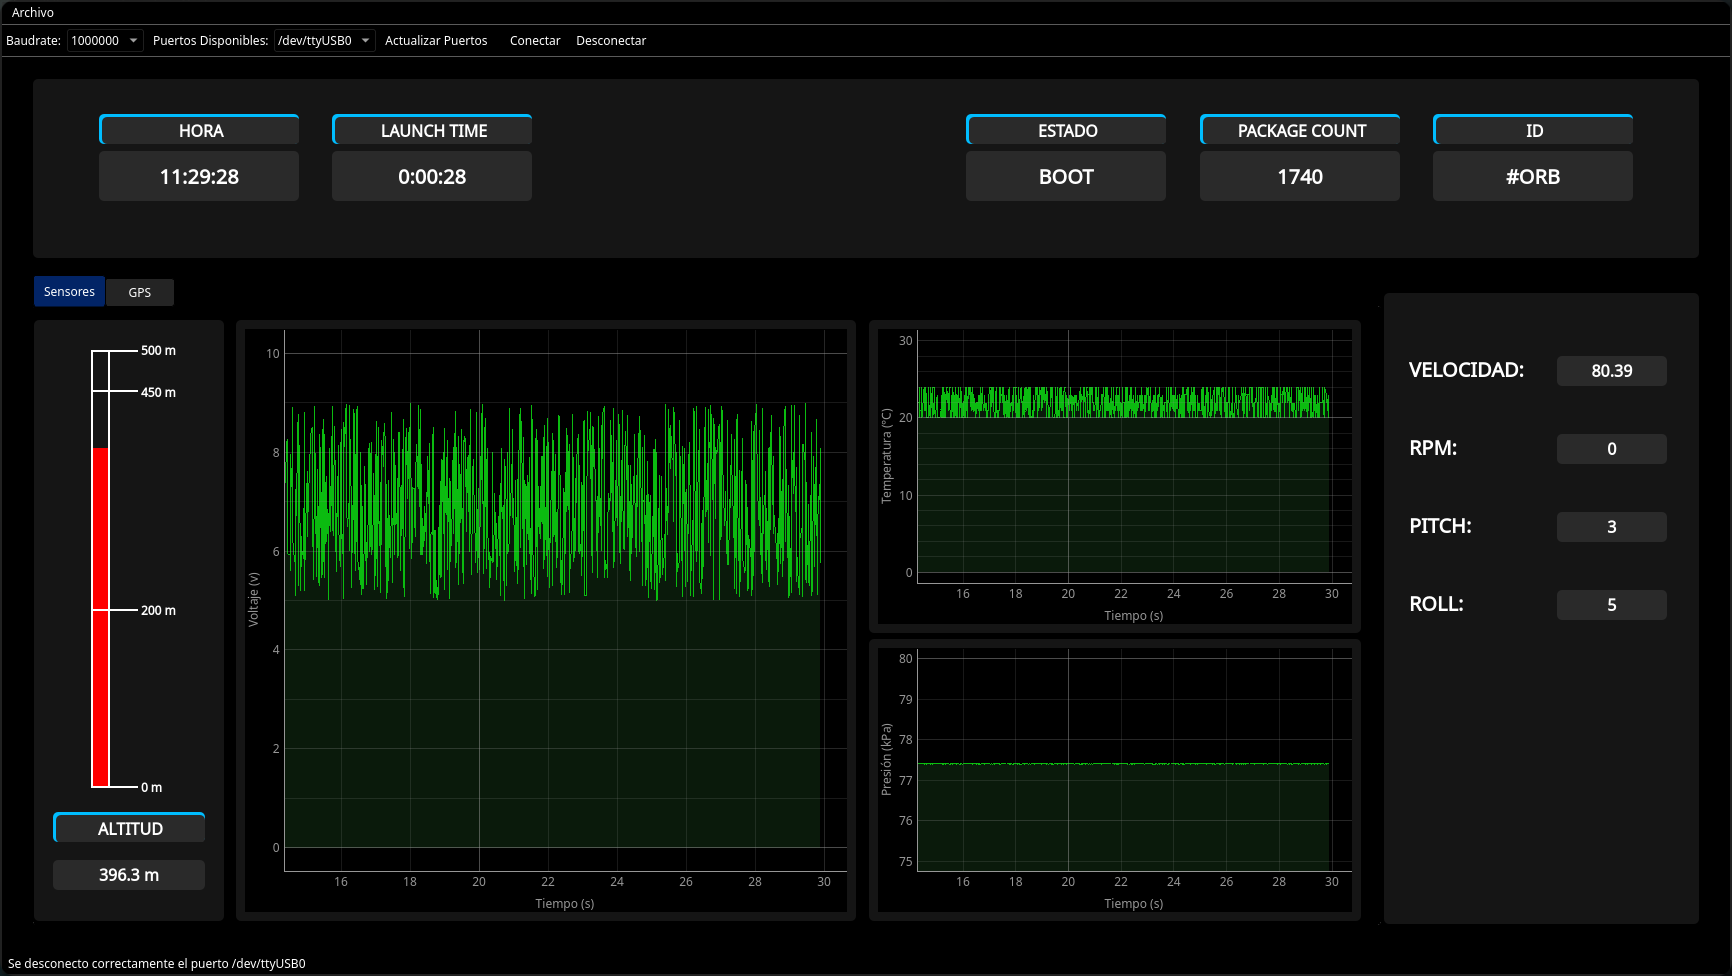 Archivo
Baudrate: 1000000 Puertos Disponibles: /dev/ttyUSB0 Actualizar Puertos Conectar Desconectar
HORA LAUNCH TIME ESTADO PACKAGE COUNT ID
11:29:28 0:00:28 BOOT 1740 #ORB
Sensores GPS
500 m
450 m
200 m
0 m
ALTITUD
396.3 m
10
8
6
4
2
0
Voltaje (v)
16 18 20 22 24 26 28 30
Tiempo (s)
30
20
10
0
Temperatura (°C)
16 18 20 22 24 26 28 30
Tiempo (s)
80
79
78
77
76
75
Presión (kPa)
16 18 20 22 24 26 28 30
Tiempo (s)
VELOCIDAD: 80.39
RPM: 0
PITCH: 3
ROLL: 5
Se desconecto correctamente el puerto /dev/ttyUSB0